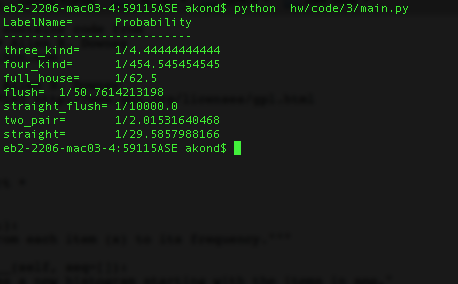 eb2-2206-mac03-4:59115ASE akond$ python  hw/code/3/main.py
LabelName=      Probability
--------------------------
three_kind=     1/4.44444444444
four_kind=      1/454.545454545
full_house=     1/62.5
flush=  1/50.7614213198
straight_flush= 1/10000.0
two_pair=       1/2.01531640468
straight=       1/29.5857988166
eb2-2206-mac03-4:59115ASE akond$